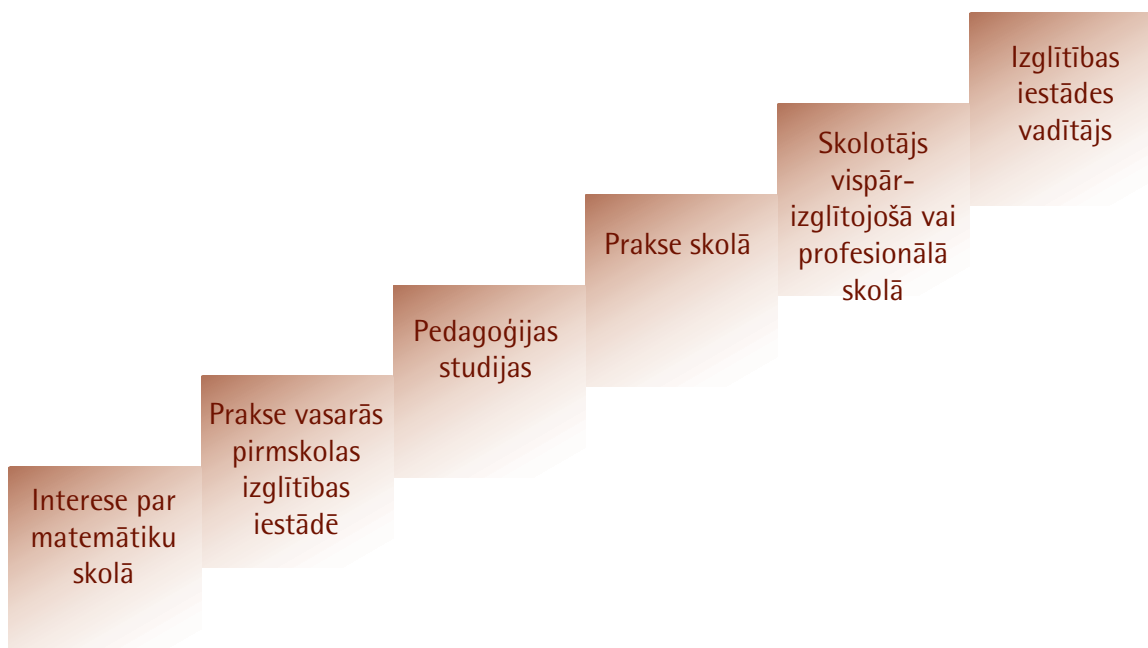 Interese par
matemātiku
skolā
Prakse vasarās
pirmskolas
izglītības
iestādē
Pedagoģijas
studijas
Prakse skolā
Skolotājs
vispār-
izglītojošā vai
profesionālā
skolā
Izglītības
iestādes
vadītājs